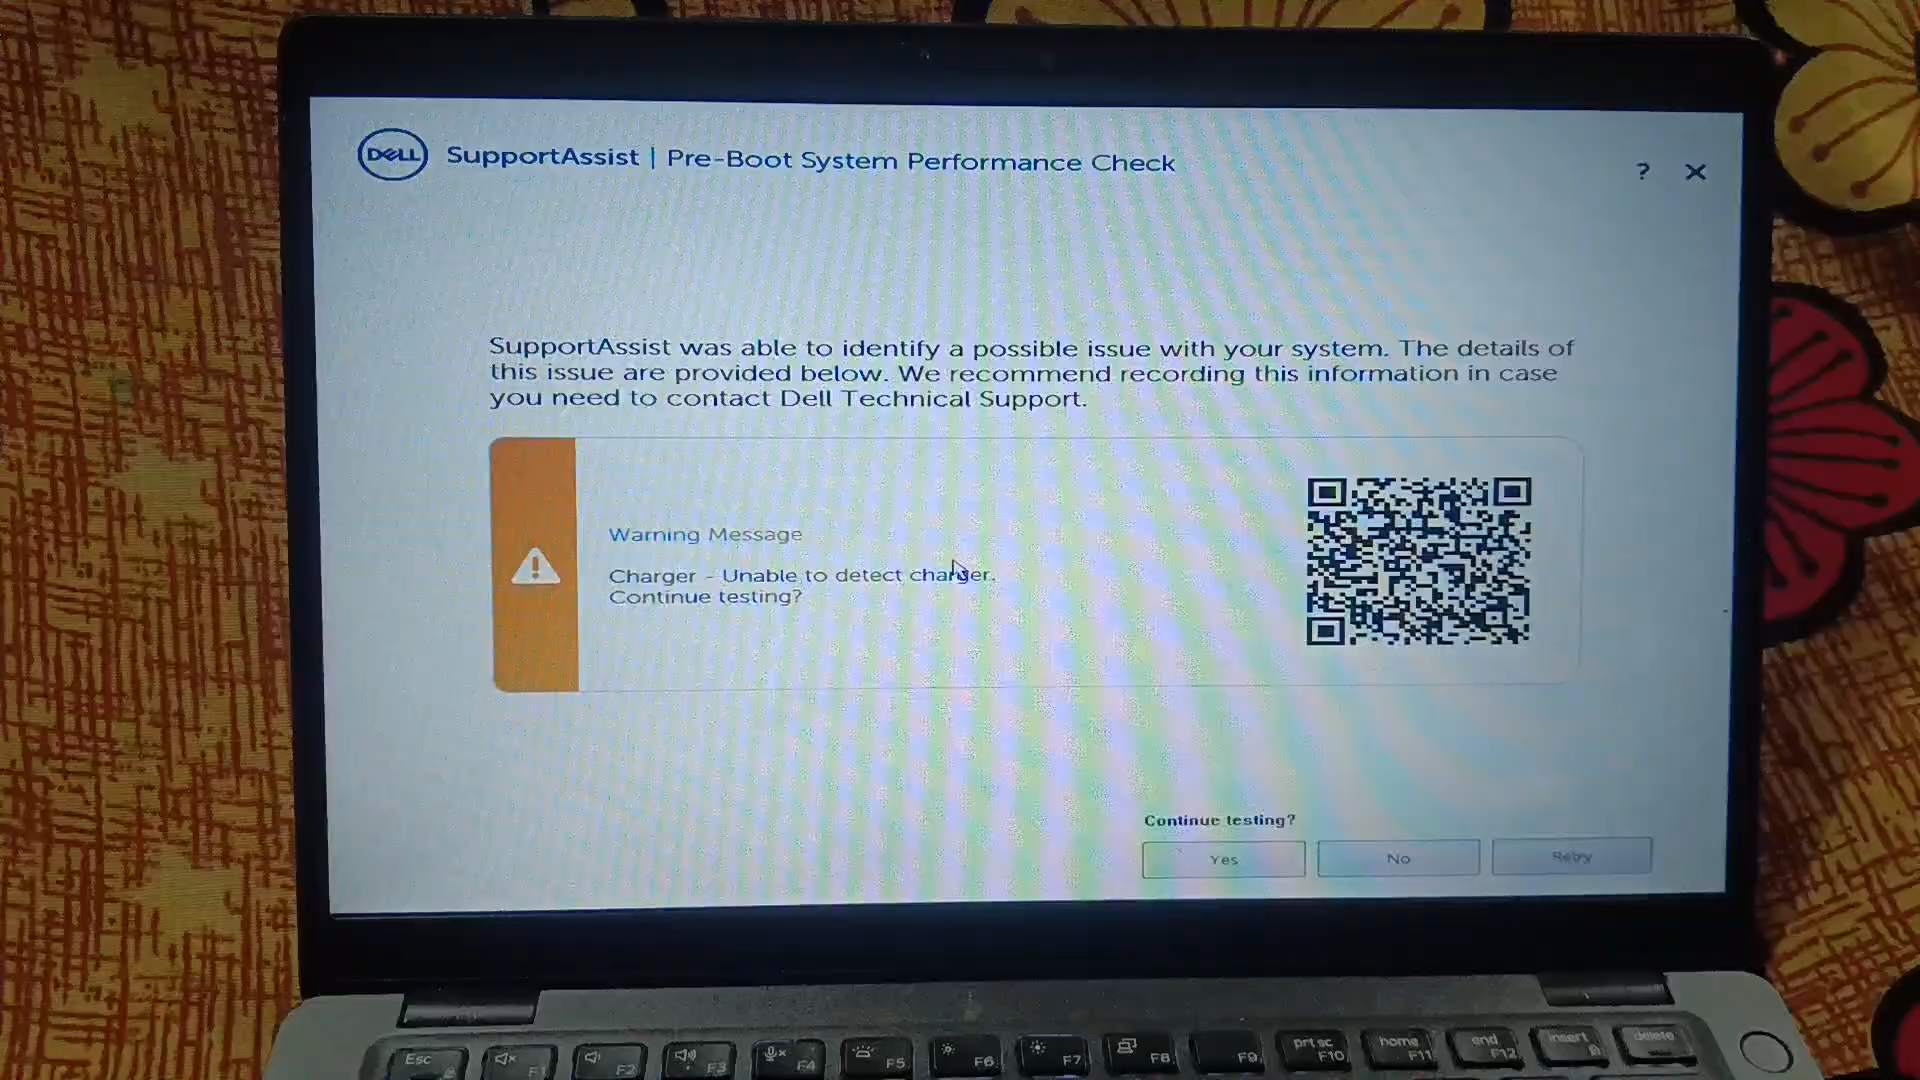 DELL SupportAssist | Pre-Boot System Performance Check
? ✕
SupportAssist was able to identify a possible issue with your system. The details of
this issue are provided below. We recommend recording this information in case
you need to contact Dell Technical Support.
Warning Message
Charger - Unable to detect charger.
Continue testing?
Continue testing?
Yes No Retry
Esc F1 F2 F3 F4 F5 F6 F7 F8 F9 prt sc F10 home F11 end F12 insert delete